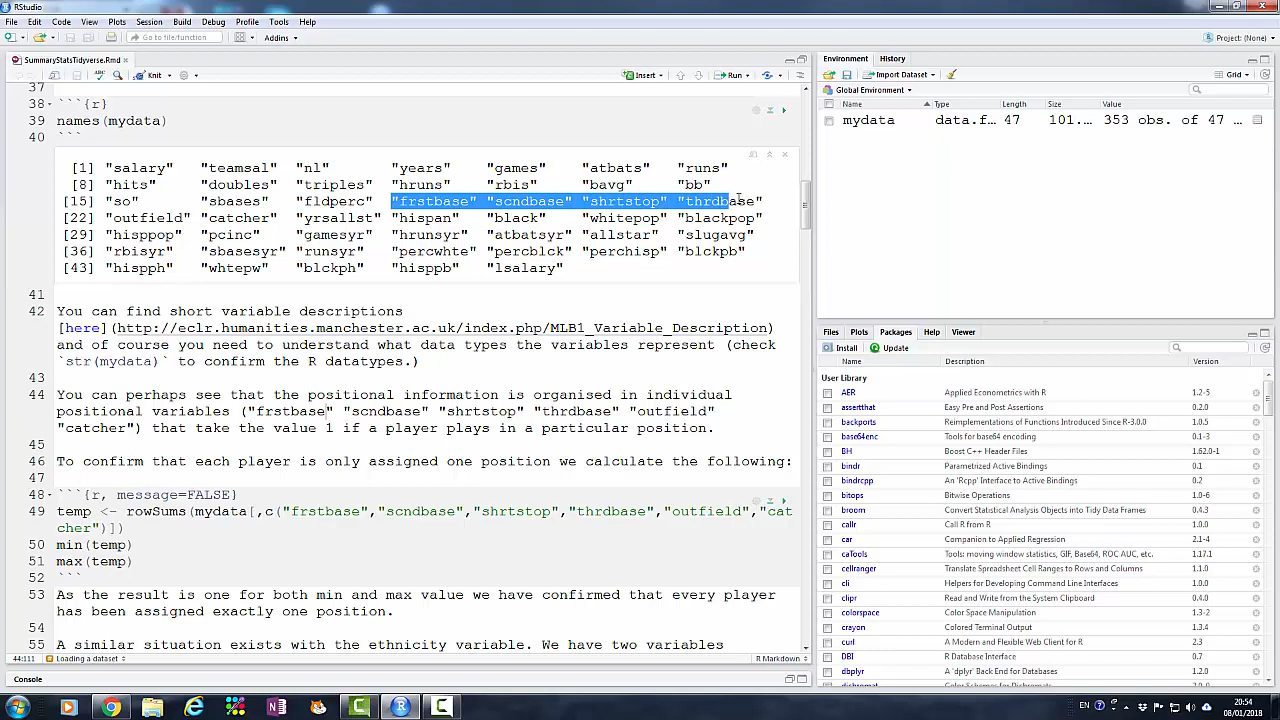 RStudio
File Edit Code View Plots Session Build Debug Profile Tools Help
Go to file/function Addins Project: (None)
SummaryStatsTidyverse.Rmd
Knit Insert Run
37
38 ```{r}
39 names(mydata)
40 ```
[1] "salary" "teamsal" "nl" "years" "games" "atbats" "runs"
[8] "hits" "doubles" "triples" "hruns" "rbis" "bavg" "bb"
[15] "so" "sbases" "fldperc" "frstbase" "scndbase" "shrtstop" "thrdbase"
[22] "outfield" "catcher" "yrsallst" "hispan" "black" "whitepop" "blackpop"
[29] "hisppop" "pcinc" "gamesyr" "hrunsyr" "atbatsyr" "allstar" "slugavg"
[36] "rbisyr" "sbasesyr" "runsyr" "percwhte" "percblck" "perchisp" "blckpb"
[43] "hispph" "whtepw" "blckph" "hisppb" "lsalary"
41
42 You can find short variable descriptions
[here](http://eclr.humanities.manchester.ac.uk/index.php/MLB1_Variable_Description)
and of course you need to understand what data types the variables represent (check
`str(mydata)` to confirm the R datatypes.)
43
44 You can perhaps see that the positional information is organised in individual
positional variables ("frstbase" "scndbase" "shrtstop" "thrdbase" "outfield"
"catcher") that take the value 1 if a player plays in a particular position.
45
46 To confirm that each player is only assigned one position we calculate the following:
47
48 ```{r, message=FALSE}
49 temp <- rowSums(mydata[,c("frstbase","scndbase","shrtstop","thrdbase","outfield","cat
cher")])
50 min(temp)
51 max(temp)
52 ```
53 As the result is one for both min and max value we have confirmed that every player
has been assigned exactly one position.
54
55 A similar situation exists with the ethnicity variable. We have two variables
44:111 Loading a dataset R Markdown
Console
Environment History
Import Dataset Grid
Global Environment
Name Type Length Size Value
mydata data.f... 47 101.... 353 obs. of 47 ...
Files Plots Packages Help Viewer
Install Update
Name Description Version
User Library
AER Applied Econometrics with R 1.2-5
assertthat Easy Pre and Post Assertions 0.2.0
backports Reimplementations of Functions Introduced Since R-3.0.0 1.0.5
base64enc Tools for base64 encoding 0.1-3
BH Boost C++ Header Files 1.62.0-1
bindr Parametrized Active Bindings 0.1
bindrcpp An 'Rcpp' Interface to Active Bindings 0.2
bitops Bitwise Operations 1.0-6
broom Convert Statistical Analysis Objects into Tidy Data Frames 0.4.3
callr Call R from R 1.0.0
car Companion to Applied Regression 2.1-4
caTools Tools: moving window statistics, GIF, Base64, ROC AUC, etc. 1.17.1
cellranger Translate Spreadsheet Cell Ranges to Rows and Columns 1.1.0
cli Helpers for Developing Command Line Interfaces 1.0.0
clipr Read and Write from the System Clipboard 0.4.0
colorspace Color Space Manipulation 1.3-2
crayon Colored Terminal Output 1.3.4
curl A Modern and Flexible Web Client for R 2.3
DBI R Database Interface 0.7
dbplyr A 'dplyr' Back End for Databases 1.2.0
EN 20:54
08/01/2018